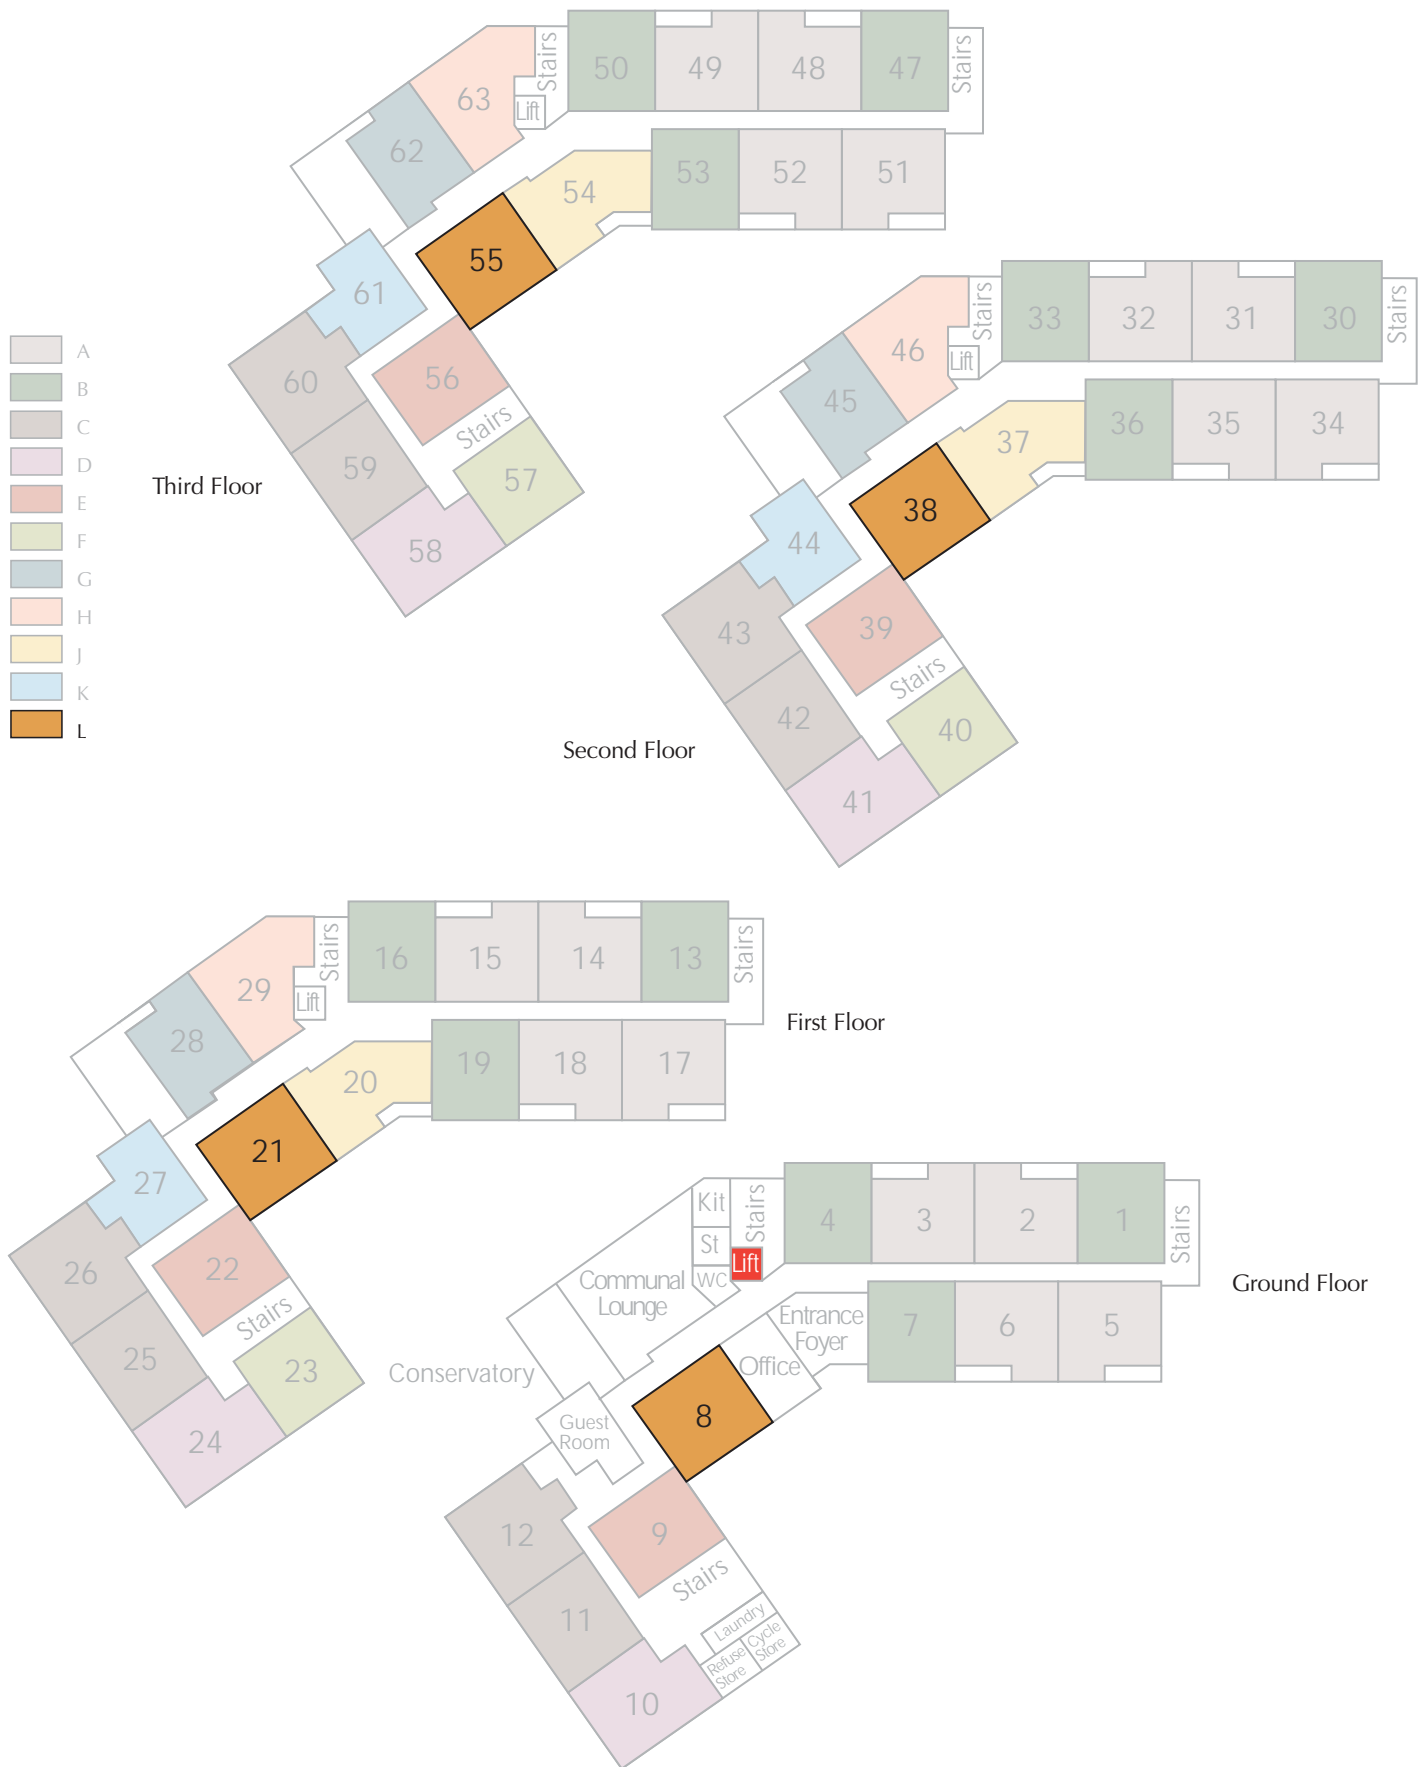 Stairs
50
49
48
47
Stairs
63
Lift
62
53
52
51
54
55
61
60
56
Stairs
59
57
58
Third Floor
A
B
C
D
E
F
G
H
J
K
L
Stairs
33
32
31
30
Stairs
46
Lift
45
36
35
34
37
38
44
43
39
Stairs
42
40
41
Second Floor
Stairs
16
15
14
13
Stairs
29
Lift
28
19
18
17
20
21
27
26
22
Stairs
25
23
24
First Floor
Kit
Stairs
4
3
2
1
Stairs
St
Lift
WC
Communal
Lounge
Entrance
Foyer
7
6
5
Office
Conservatory
8
Guest
Room
12
9
Stairs
11
Laundry
Cycle
Store
Refuse
Store
10
Ground Floor